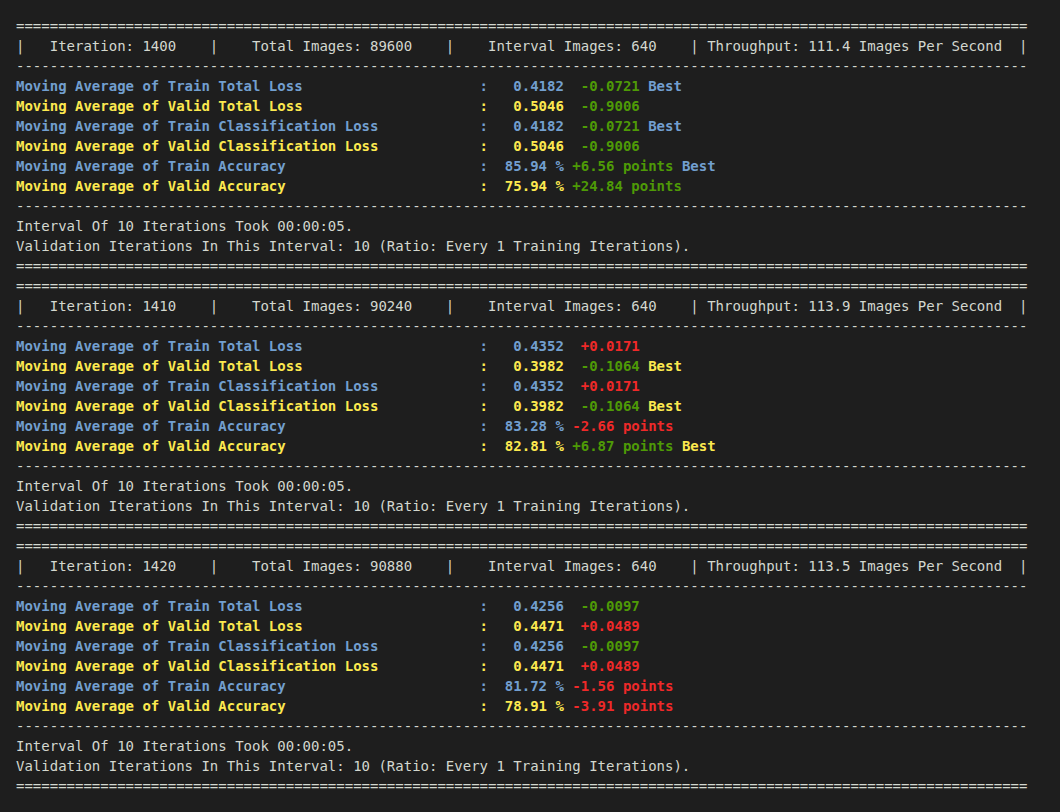 ========================================================================================================================
|   Iteration: 1400    |    Total Images: 89600    |    Interval Images: 640    | Throughput: 111.4 Images Per Second  |
------------------------------------------------------------------------------------------------------------------------
Moving Average of Train Total Loss                     :   0.4182  -0.0721 Best
Moving Average of Valid Total Loss                     :   0.5046  -0.9006
Moving Average of Train Classification Loss            :   0.4182  -0.0721 Best
Moving Average of Valid Classification Loss            :   0.5046  -0.9006
Moving Average of Train Accuracy                       :  85.94 % +6.56 points Best
Moving Average of Valid Accuracy                       :  75.94 % +24.84 points
------------------------------------------------------------------------------------------------------------------------
Interval Of 10 Iterations Took 00:00:05.
Validation Iterations In This Interval: 10 (Ratio: Every 1 Training Iterations).
========================================================================================================================
========================================================================================================================
|   Iteration: 1410    |    Total Images: 90240    |    Interval Images: 640    | Throughput: 113.9 Images Per Second  |
------------------------------------------------------------------------------------------------------------------------
Moving Average of Train Total Loss                     :   0.4352  +0.0171
Moving Average of Valid Total Loss                     :   0.3982  -0.1064 Best
Moving Average of Train Classification Loss            :   0.4352  +0.0171
Moving Average of Valid Classification Loss            :   0.3982  -0.1064 Best
Moving Average of Train Accuracy                       :  83.28 % -2.66 points
Moving Average of Valid Accuracy                       :  82.81 % +6.87 points Best
------------------------------------------------------------------------------------------------------------------------
Interval Of 10 Iterations Took 00:00:05.
Validation Iterations In This Interval: 10 (Ratio: Every 1 Training Iterations).
========================================================================================================================
========================================================================================================================
|   Iteration: 1420    |    Total Images: 90880    |    Interval Images: 640    | Throughput: 113.5 Images Per Second  |
------------------------------------------------------------------------------------------------------------------------
Moving Average of Train Total Loss                     :   0.4256  -0.0097
Moving Average of Valid Total Loss                     :   0.4471  +0.0489
Moving Average of Train Classification Loss            :   0.4256  -0.0097
Moving Average of Valid Classification Loss            :   0.4471  +0.0489
Moving Average of Train Accuracy                       :  81.72 % -1.56 points
Moving Average of Valid Accuracy                       :  78.91 % -3.91 points
------------------------------------------------------------------------------------------------------------------------
Interval Of 10 Iterations Took 00:00:05.
Validation Iterations In This Interval: 10 (Ratio: Every 1 Training Iterations).
========================================================================================================================